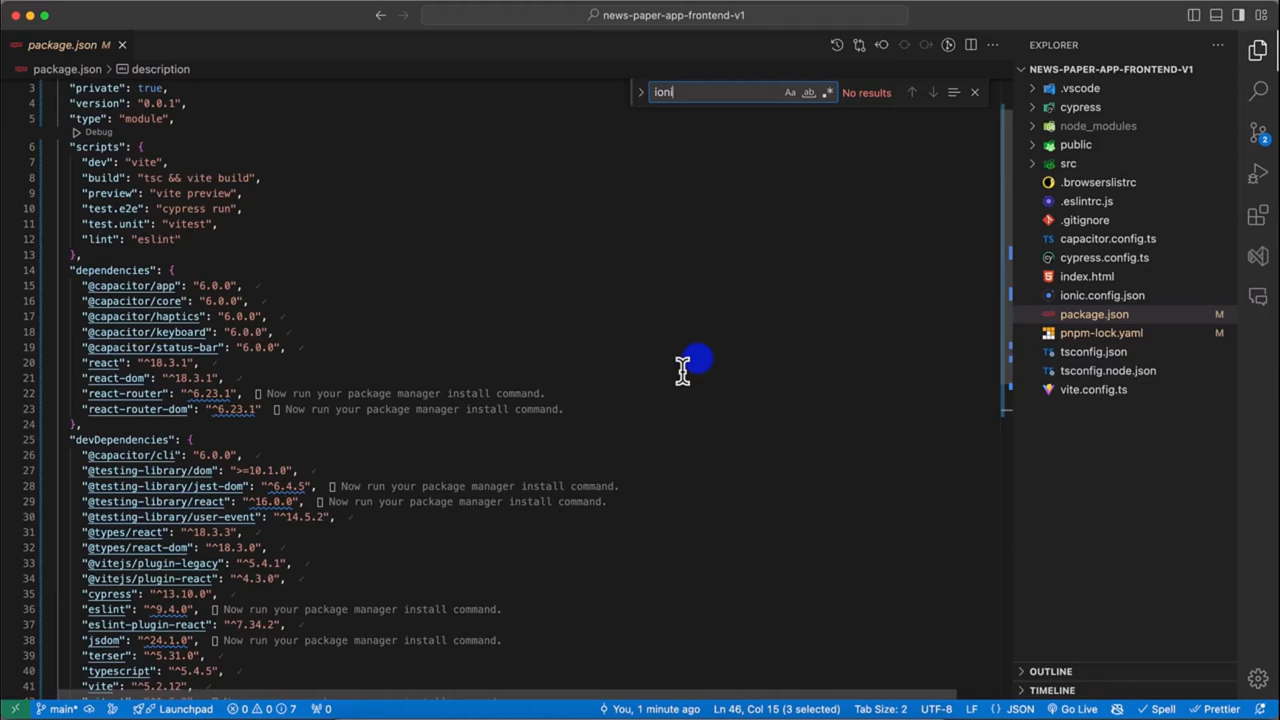 news-paper-app-frontend-v1
package.json M
package.json > description
ioni
Aa
ab
No results
3 "private": true,
4 "version": "0.0.1",
5 "type": "module",
Debug
6 "scripts": {
7 "dev": "vite",
8 "build": "tsc && vite build",
9 "preview": "vite preview",
10 "test.e2e": "cypress run",
11 "test.unit": "vitest",
12 "lint": "eslint"
13 },
14 "dependencies": {
15 "@capacitor/app": "6.0.0", ✓
16 "@capacitor/core": "6.0.0", ✓
17 "@capacitor/haptics": "6.0.0", ✓
18 "@capacitor/keyboard": "6.0.0", ✓
19 "@capacitor/status-bar": "6.0.0", ✓
20 "react": "^18.3.1", ✓
21 "react-dom": "^18.3.1", ✓
22 "react-router": "^6.23.1", Now run your package manager install command.
23 "react-router-dom": "^6.23.1" Now run your package manager install command.
24 },
25 "devDependencies": {
26 "@capacitor/cli": "6.0.0", ✓
27 "@testing-library/dom": ">=10.1.0", ✓
28 "@testing-library/jest-dom": "^6.4.5", Now run your package manager install command.
29 "@testing-library/react": "^16.0.0", Now run your package manager install command.
30 "@testing-library/user-event": "^14.5.2", ✓
31 "@types/react": "^18.3.3", ✓
32 "@types/react-dom": "^18.3.0", ✓
33 "@vitejs/plugin-legacy": "^5.4.1", ✓
34 "@vitejs/plugin-react": "^4.3.0", ✓
35 "cypress": "^13.10.0", ✓
36 "eslint": "^9.4.0", Now run your package manager install command.
37 "eslint-plugin-react": "^7.34.2", ✓
38 "jsdom": "^24.1.0", Now run your package manager install command.
39 "terser": "^5.31.0", ✓
40 "typescript": "^5.4.5", ✓
41 "vite": "^5.2.12", ✓
EXPLORER
NEWS-PAPER-APP-FRONTEND-V1
.vscode
cypress
node_modules
public
src
.browserslistrc
.eslintrc.js
.gitignore
TS capacitor.config.ts
cypress.config.ts
index.html
ionic.config.json
package.json M
pnpm-lock.yaml M
tsconfig.json
tsconfig.node.json
vite.config.ts
OUTLINE
TIMELINE
2
main*
Launchpad
0 0 7
0
You, 1 minute ago
Ln 46, Col 15 (3 selected)
Tab Size: 2
UTF-8
LF
{} JSON
Go Live
Spell
Prettier